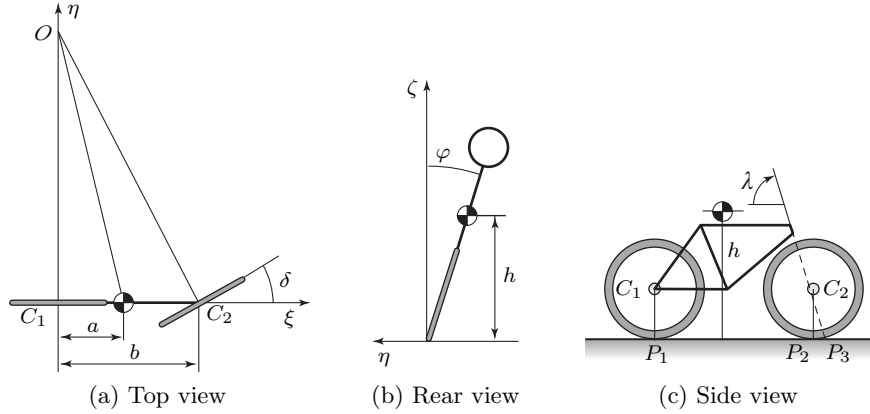 η
O
δ
C₁
C₂
ξ
a
b
(a) Top view
ζ
φ
h
η
(b) Rear view
λ
h
C₁
C₂
P₁
P₂
P₃
(c) Side view